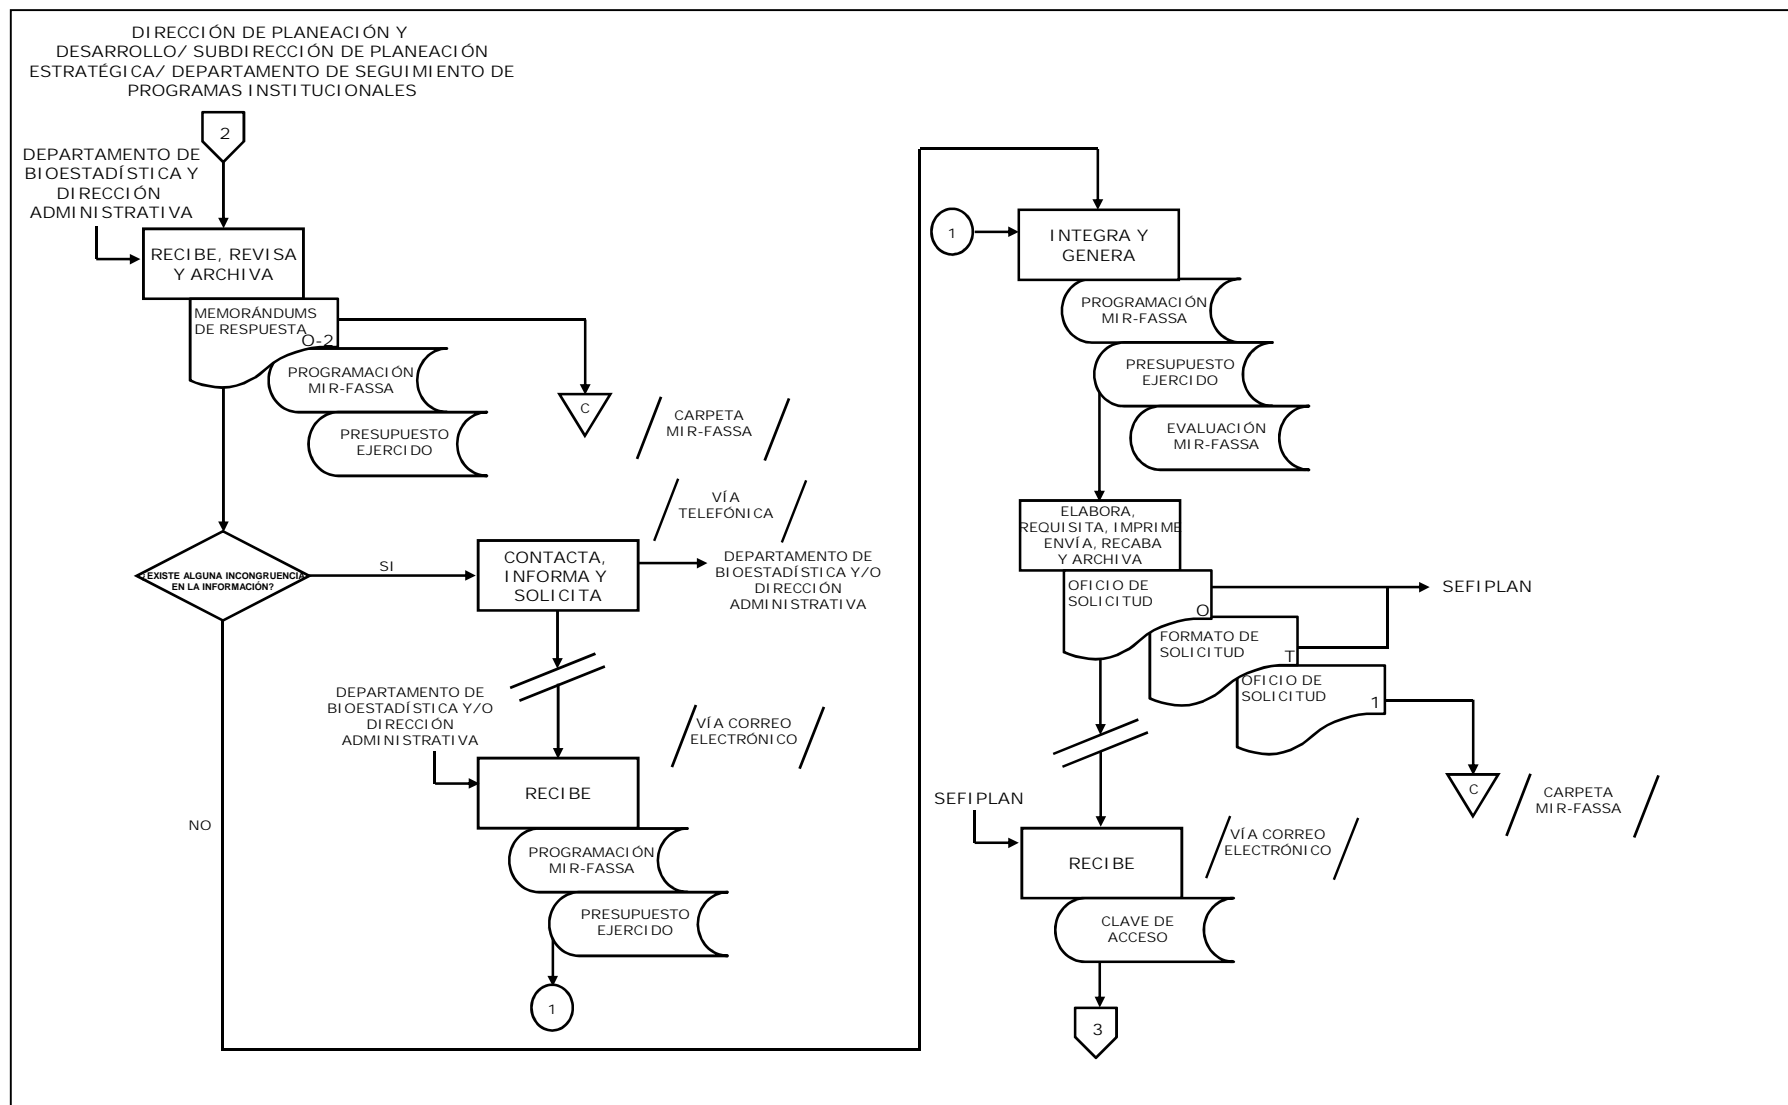 DIRECCIÓN DE PLANEACIÓN Y
DESARROLLO/ SUBDIRECCIÓN DE PLANEACIÓN
ESTRATÉGICA/ DEPARTAMENTO DE SEGUIMIENTO DE
PROGRAMAS INSTITUCIONALES
2
DEPARTAMENTO DE
BIOESTADÍSTICA Y
DIRECCIÓN
ADMINISTRATIVA
RECIBE, REVISA
Y ARCHIVA
MEMORÁNDUMS
DE RESPUESTA
O-2
PROGRAMACIÓN
MIR-FASSA
PRESUPUESTO
EJERCIDO
C
CARPETA
MIR-FASSA
VÍA
TELEFÓNICA
¿EXISTE ALGUNA INCONGRUENCIA
EN LA INFORMACIÓN?
SI
CONTACTA,
INFORMA Y
SOLICITA
DEPARTAMENTO DE
BIOESTADÍSTICA Y/O
DIRECCIÓN
ADMINISTRATIVA
DEPARTAMENTO DE
BIOESTADÍSTICA Y/O
DIRECCIÓN
ADMINISTRATIVA
VÍA CORREO
ELECTRÓNICO
RECIBE
NO
PROGRAMACIÓN
MIR-FASSA
PRESUPUESTO
EJERCIDO
1
1
INTEGRA Y
GENERA
PROGRAMACIÓN
MIR-FASSA
PRESUPUESTO
EJERCIDO
EVALUACIÓN
MIR-FASSA
ELABORA,
REQUISITA, IMPRIME
ENVÍA, RECABA
Y ARCHIVA
OFICIO DE
SOLICITUD
O
SEFIPLAN
FORMATO DE
SOLICITUD
T
OFICIO DE
SOLICITUD
1
C
CARPETA
MIR-FASSA
SEFIPLAN
VÍA CORREO
ELECTRÓNICO
RECIBE
CLAVE DE
ACCESO
3